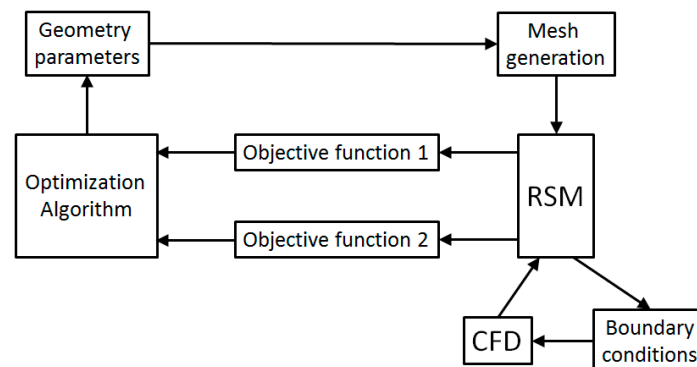 Geometry
parameters
Mesh
generation
Optimization
Algorithm
Objective function 1
Objective function 2
RSM
CFD
Boundary
conditions